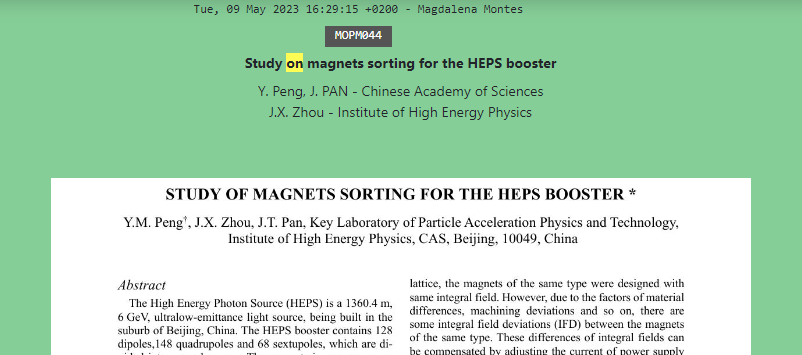 Tue, 09 May 2023 16:29:15 +0200 - Magdalena Montes
MOPM044
Study on magnets sorting for the HEPS booster
Y. Peng, J. PAN - Chinese Academy of Sciences
J.X. Zhou - Institute of High Energy Physics
STUDY OF MAGNETS SORTING FOR THE HEPS BOOSTER *
Y.M. Peng†, J.X. Zhou, J.T. Pan, Key Laboratory of Particle Acceleration Physics and Technology,
Institute of High Energy Physics, CAS, Beijing, 10049, China
Abstract
The High Energy Photon Source (HEPS) is a 1360.4 m,
6 GeV, ultralow-emittance light source, being built in the
suburb of Beijing, China. The HEPS booster contains 128
dipoles,148 quadrupoles and 68 sextupoles, which are di-
lattice, the magnets of the same type were designed with
same integral field. However, due to the factors of material
differences, machining deviations and so on, there are
some integral field deviations (IFD) between the magnets
of the same type. These differences of integral fields can
be compensated by adjusting the current of power supply